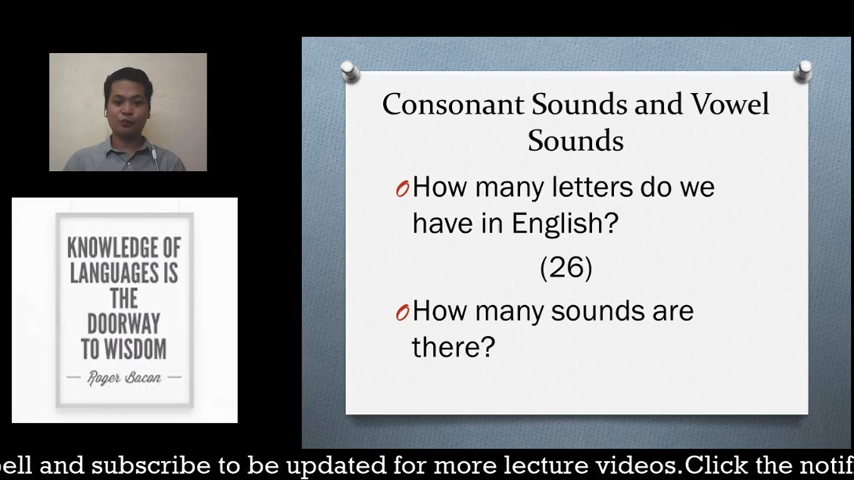 Consonant Sounds and Vowel
Sounds
How many letters do we
have in English?
(26)
How many sounds are
there?
KNOWLEDGE OF
LANGUAGES IS
THE
DOORWAY
TO WISDOM
— Roger Bacon —
ell and subscribe to be updated for more lecture videos.Click the notif